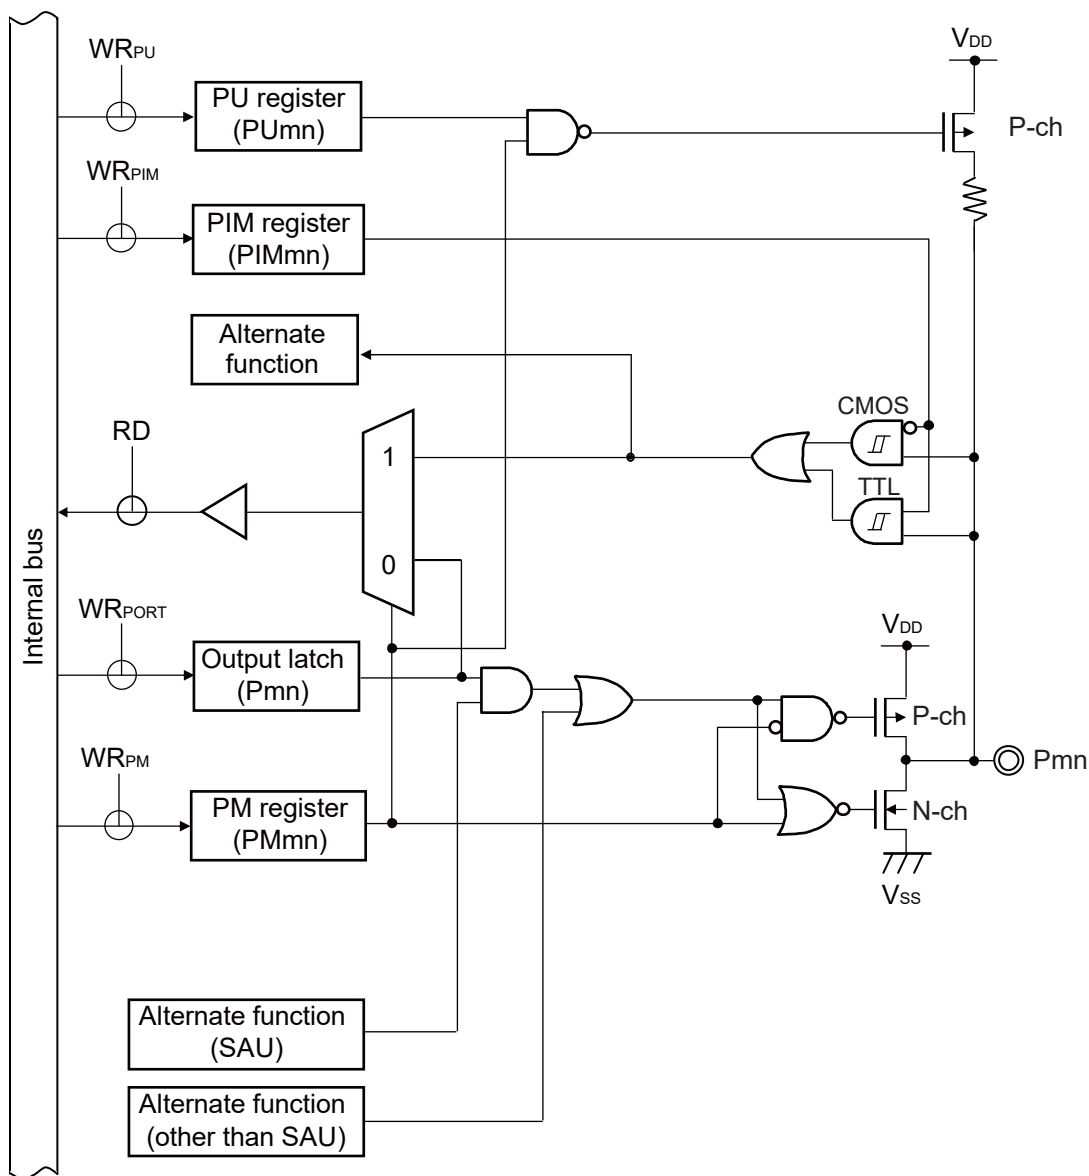 WRPU
PU register
(PUmn)
VDD
P-ch
WRPIM
PIM register
(PIMmn)
Alternate
function
CMOS
RD
1
TTL
0
Internal bus
WRPORT
Output latch
(Pmn)
VDD
P-ch
Pmn
WRPM
PM register
(PMmn)
N-ch
VSS
Alternate function
(SAU)
Alternate function
(other than SAU)